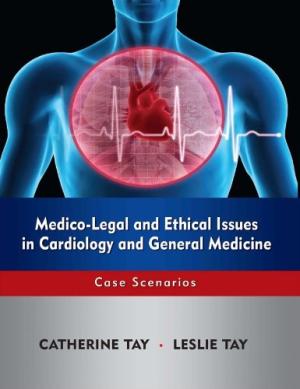 Medico-Legal and Ethical Issues
in Cardiology and General Medicine
Case Scenarios
CATHERINE TAY • LESLIE TAY